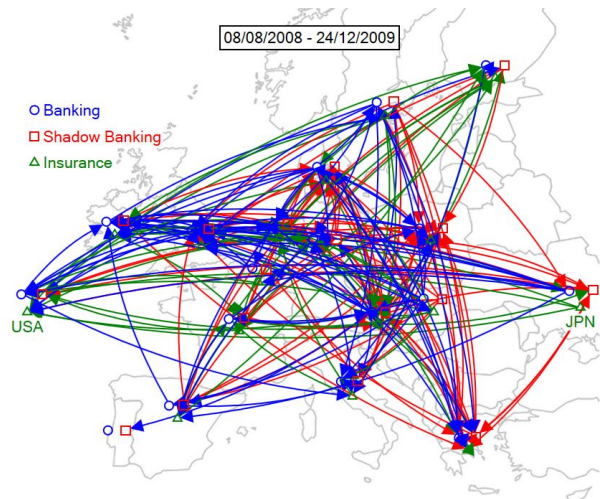 08/08/2008 - 24/12/2009
Banking
Shadow Banking
Insurance
USA
JPN